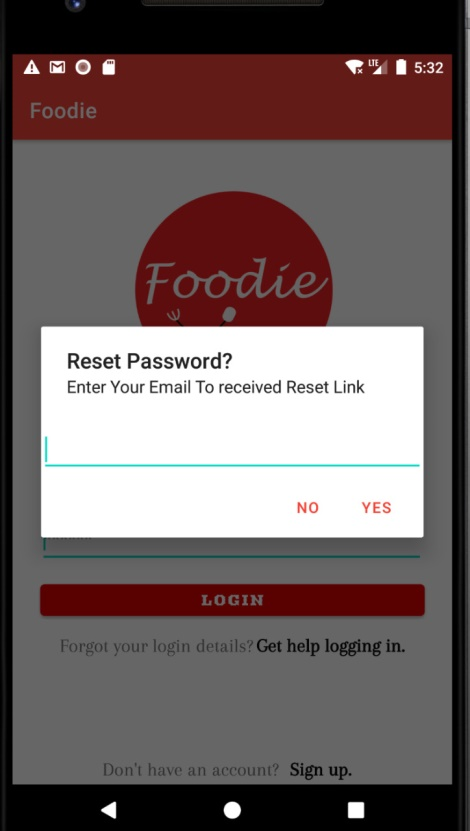 LTE 5:32
Foodie
Foodie
Reset Password?
Enter Your Email To received Reset Link
NO YES
LOGIN
Forgot your login details? Get help logging in.
Don't have an account? Sign up.